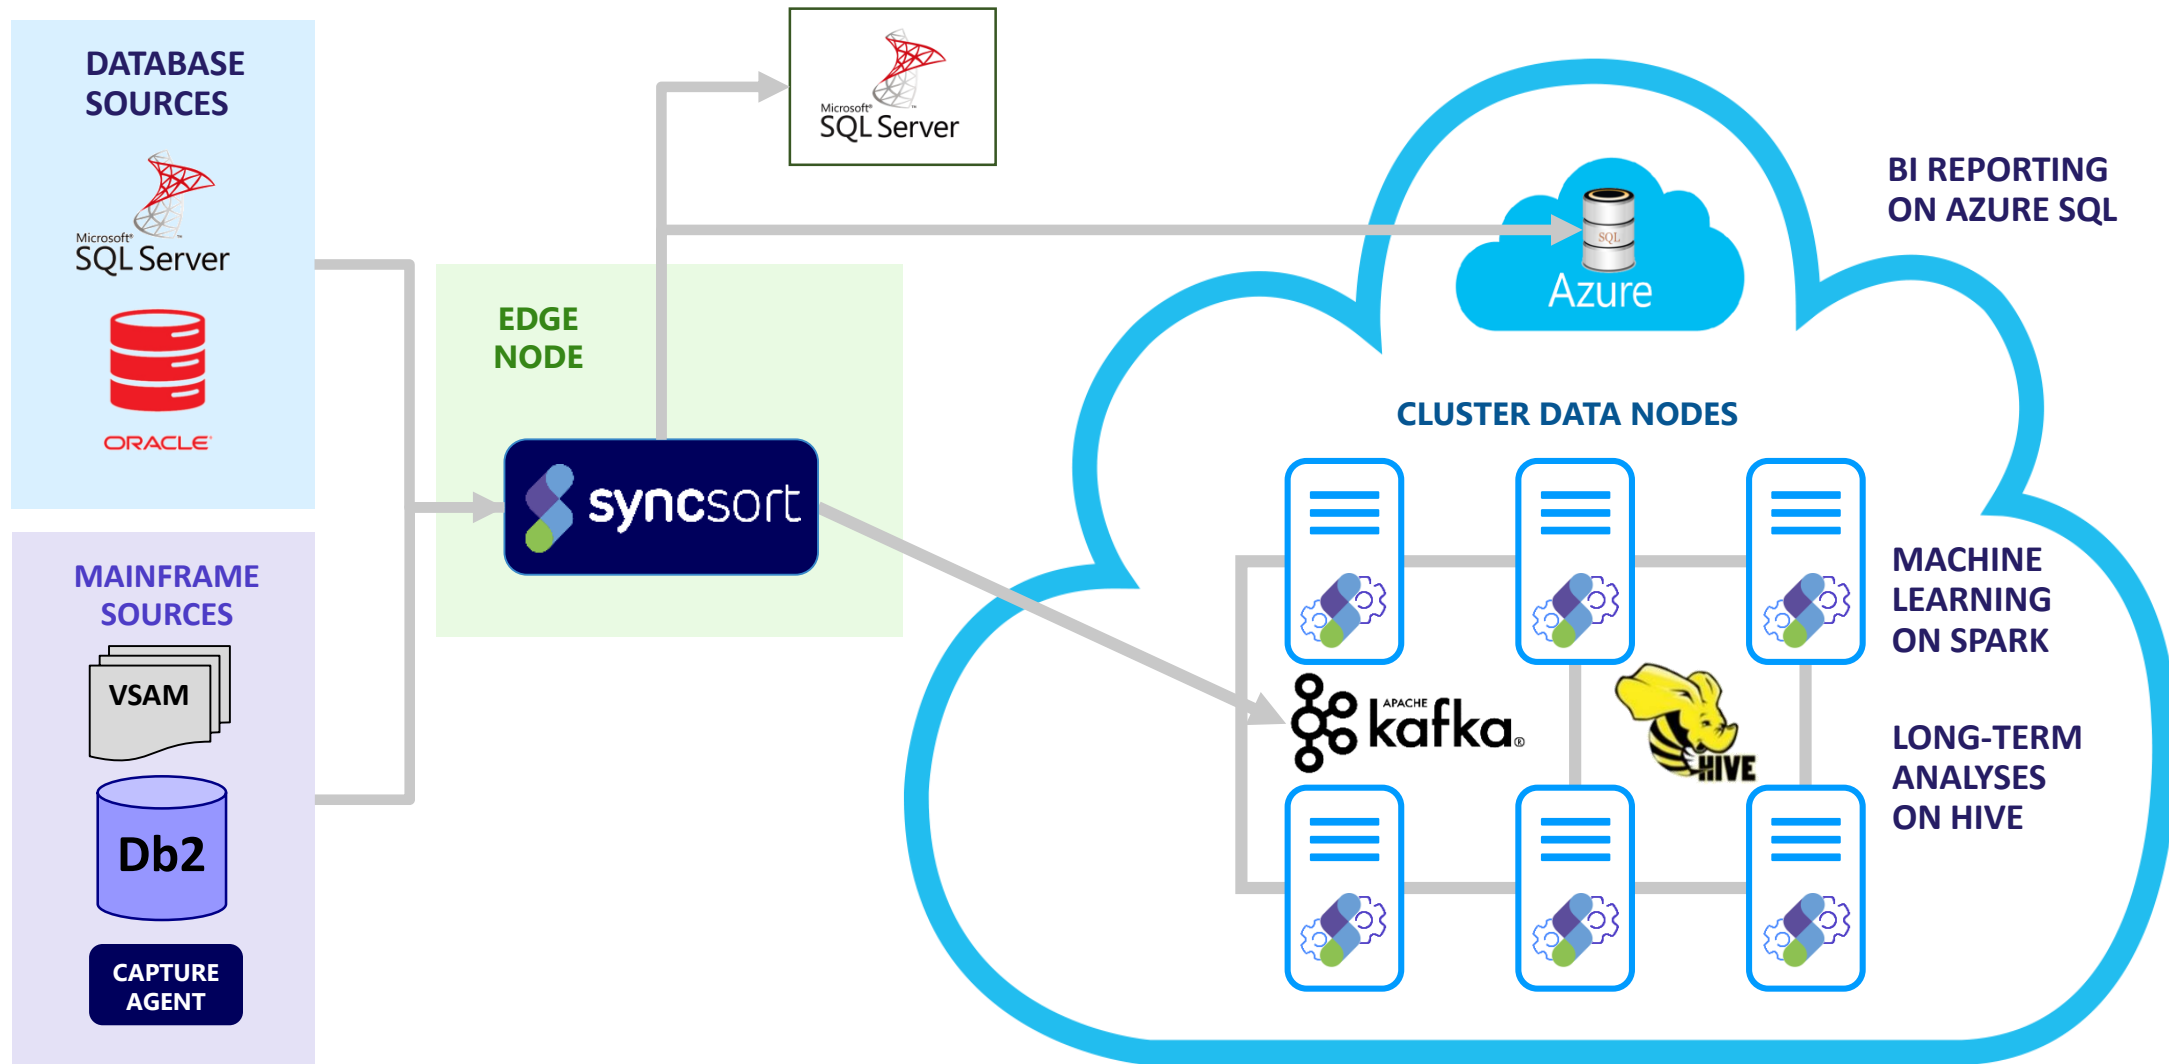 DATABASE
SOURCES
Microsoft®
SQL Server
ORACLE®
MAINFRAME
SOURCES
VSAM
Db2
CAPTURE
AGENT
EDGE
NODE
syncsort
Microsoft®
SQL Server
SQL
Azure
BI REPORTING
ON AZURE SQL
CLUSTER DATA NODES
MACHINE
LEARNING
ON SPARK
APACHE
kafka®
HIVE
LONG-TERM
ANALYSES
ON HIVE